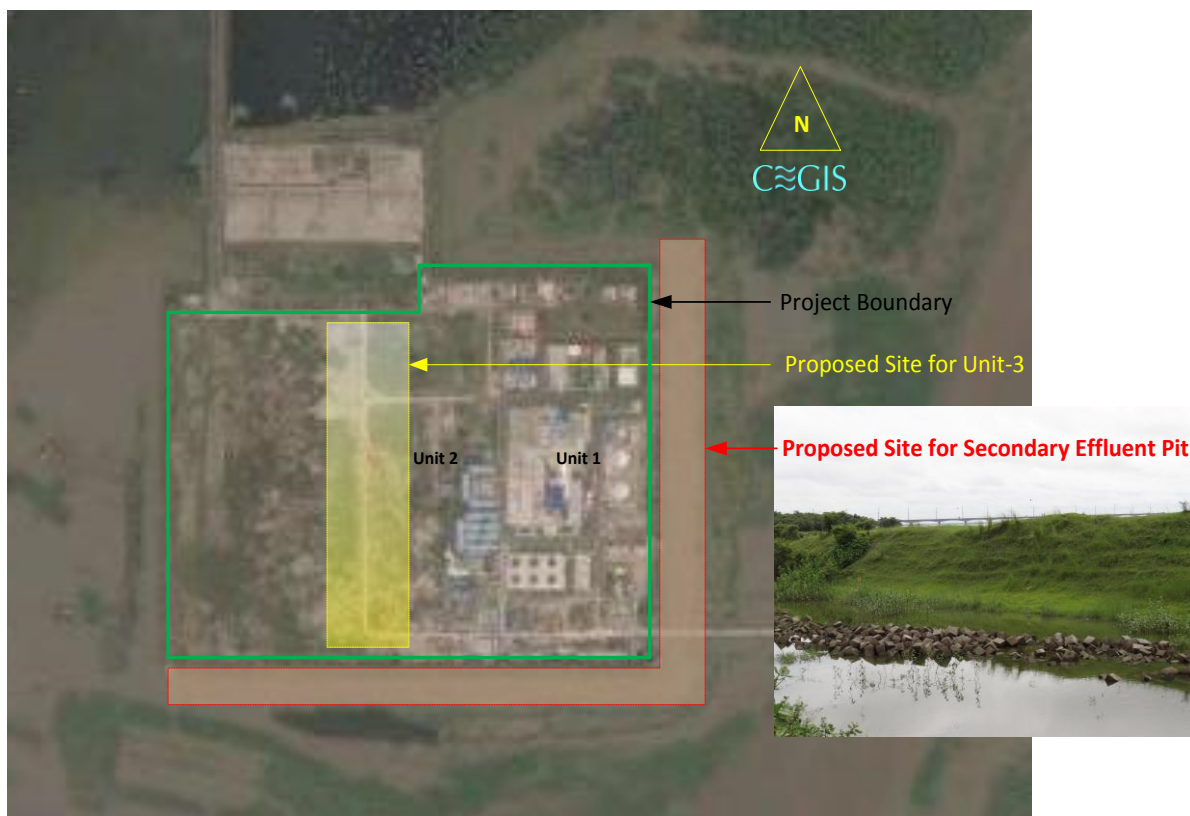 N
C≈GIS
Project Boundary
Proposed Site for Unit-3
Proposed Site for Secondary Effluent Pit
Unit 2
Unit 1